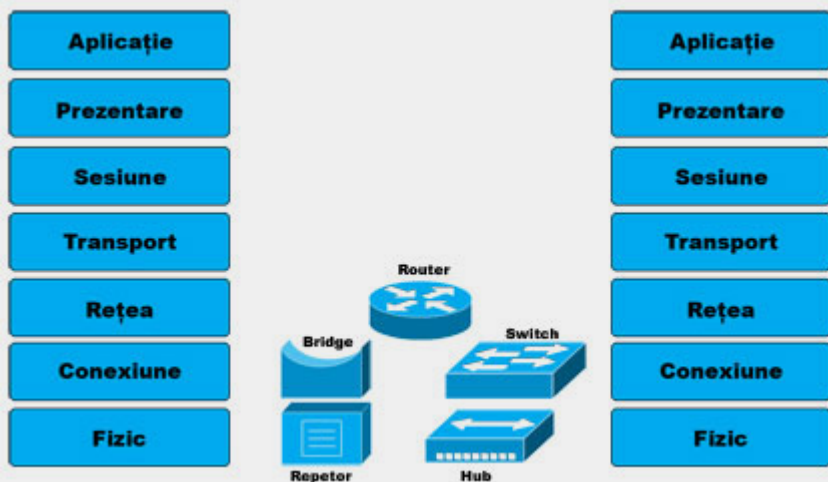 Aplicație
Aplicație
Prezentare
Prezentare
Sesiune
Sesiune
Transport
Transport
Router
Rețea
Rețea
Bridge
Switch
Conexiune
Conexiune
Fizic
Fizic
Repetor
Hub